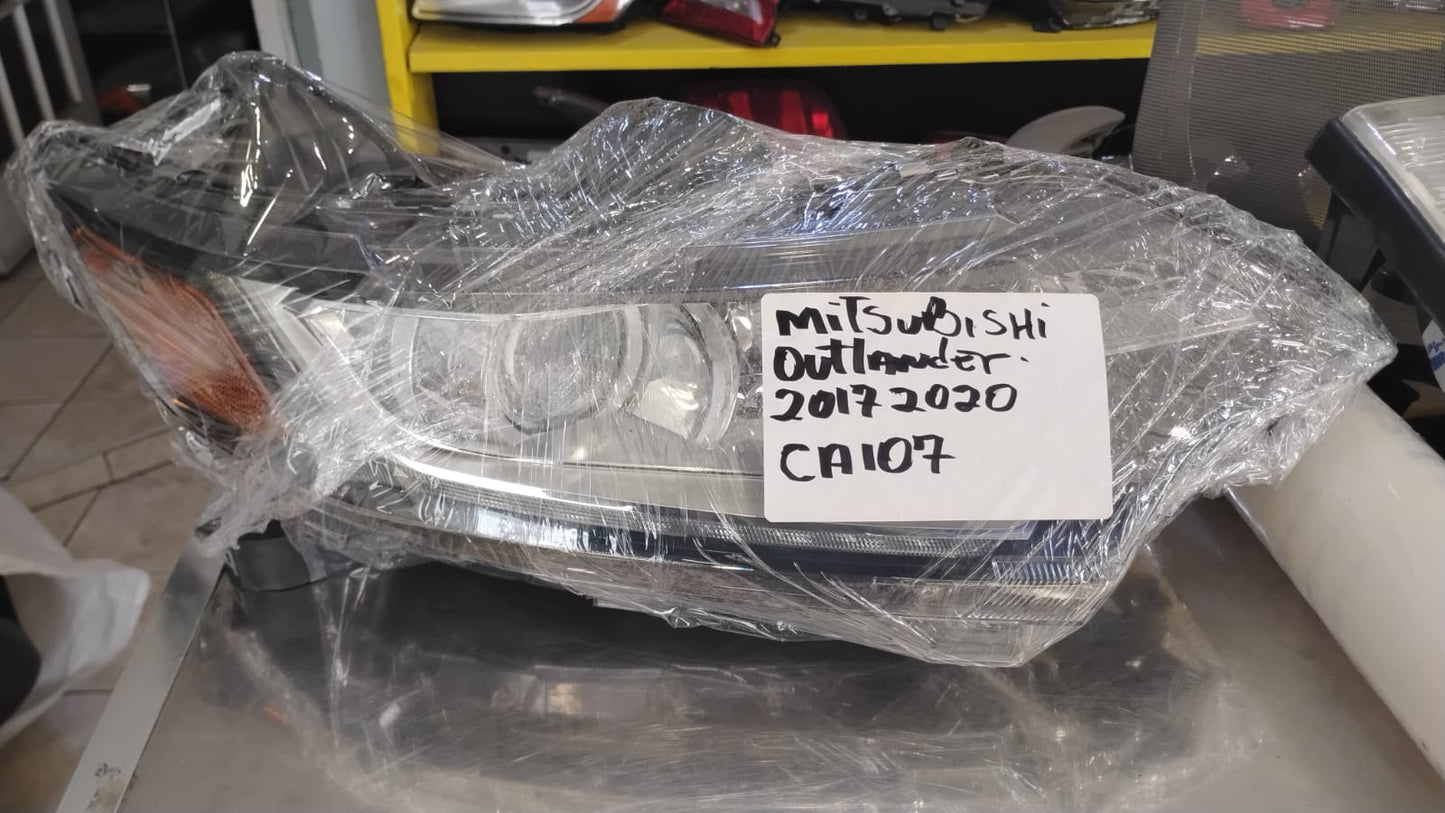 MiTSuBiSHi
OutlAnder.
2017 2020
CA107